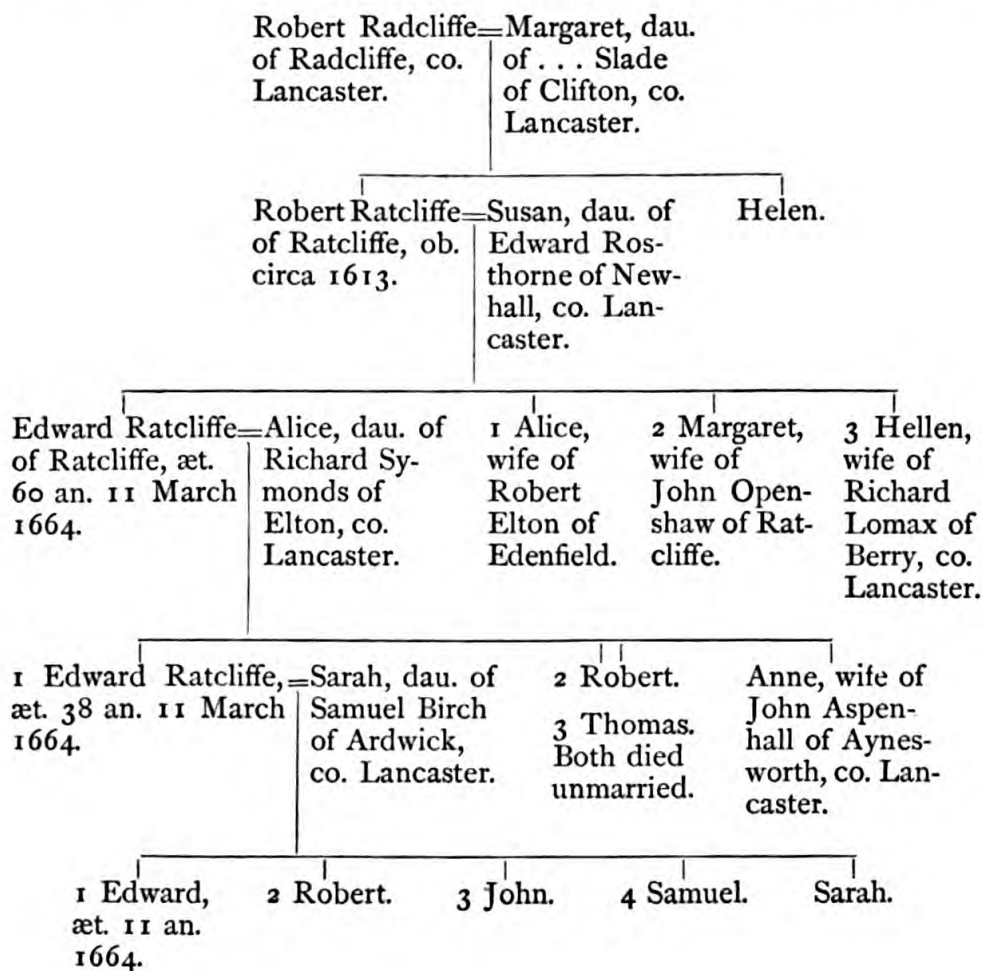 Robert Radcliffe=Margaret, dau.
of Radcliffe, co.
Lancaster.
of . . . Slade
of Clifton, co.
Lancaster.
Robert Ratcliffe=Susan, dau. of
of Ratcliffe, ob.
circa 1613.
Edward Ros-
thorne of New-
hall, co. Lan-
caster.
Helen.
Edward Ratcliffe=Alice, dau. of
of Ratcliffe, æt.
60 an. 11 March
1664.
Richard Sy-
monds of
Elton, co.
Lancaster.
1 Alice,
wife of
Robert
Elton of
Edenfield.
2 Margaret,
wife of
John Open-
shaw of Rat-
cliffe.
3 Hellen,
wife of
Richard
Lomax of
Berry, co.
Lancaster.
1 Edward Ratcliffe,=Sarah, dau. of
æt. 38 an. 11 March
1664.
Samuel Birch
of Ardwick,
co. Lancaster.
2 Robert.
3 Thomas.
Both died
unmarried.
Anne, wife of
John Aspen-
hall of Aynes-
worth, co. Lan-
caster.
1 Edward,
æt. 11 an.
1664.
2 Robert.
3 John.
4 Samuel.
Sarah.